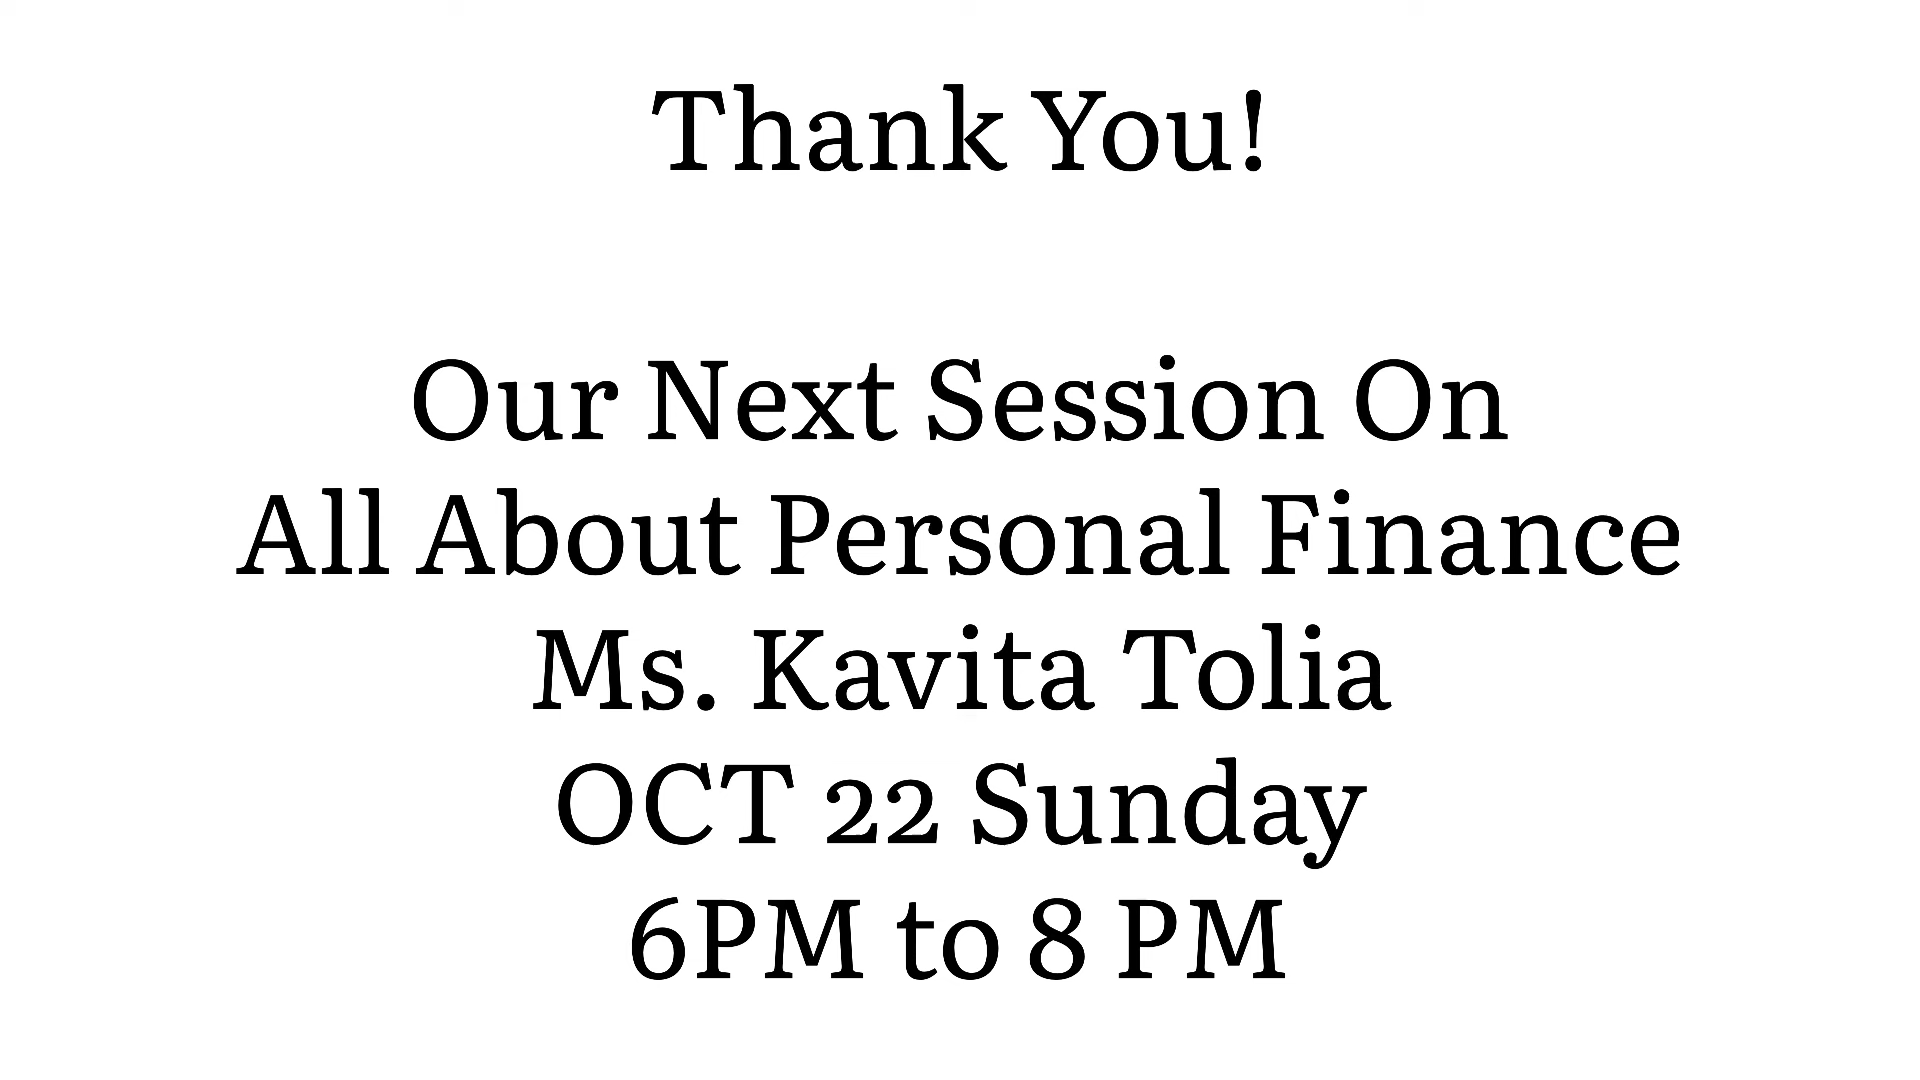 Thank You!
Our Next Session On
All About Personal Finance
Ms. Kavita Tolia
OCT 22 Sunday
6PM to 8 PM